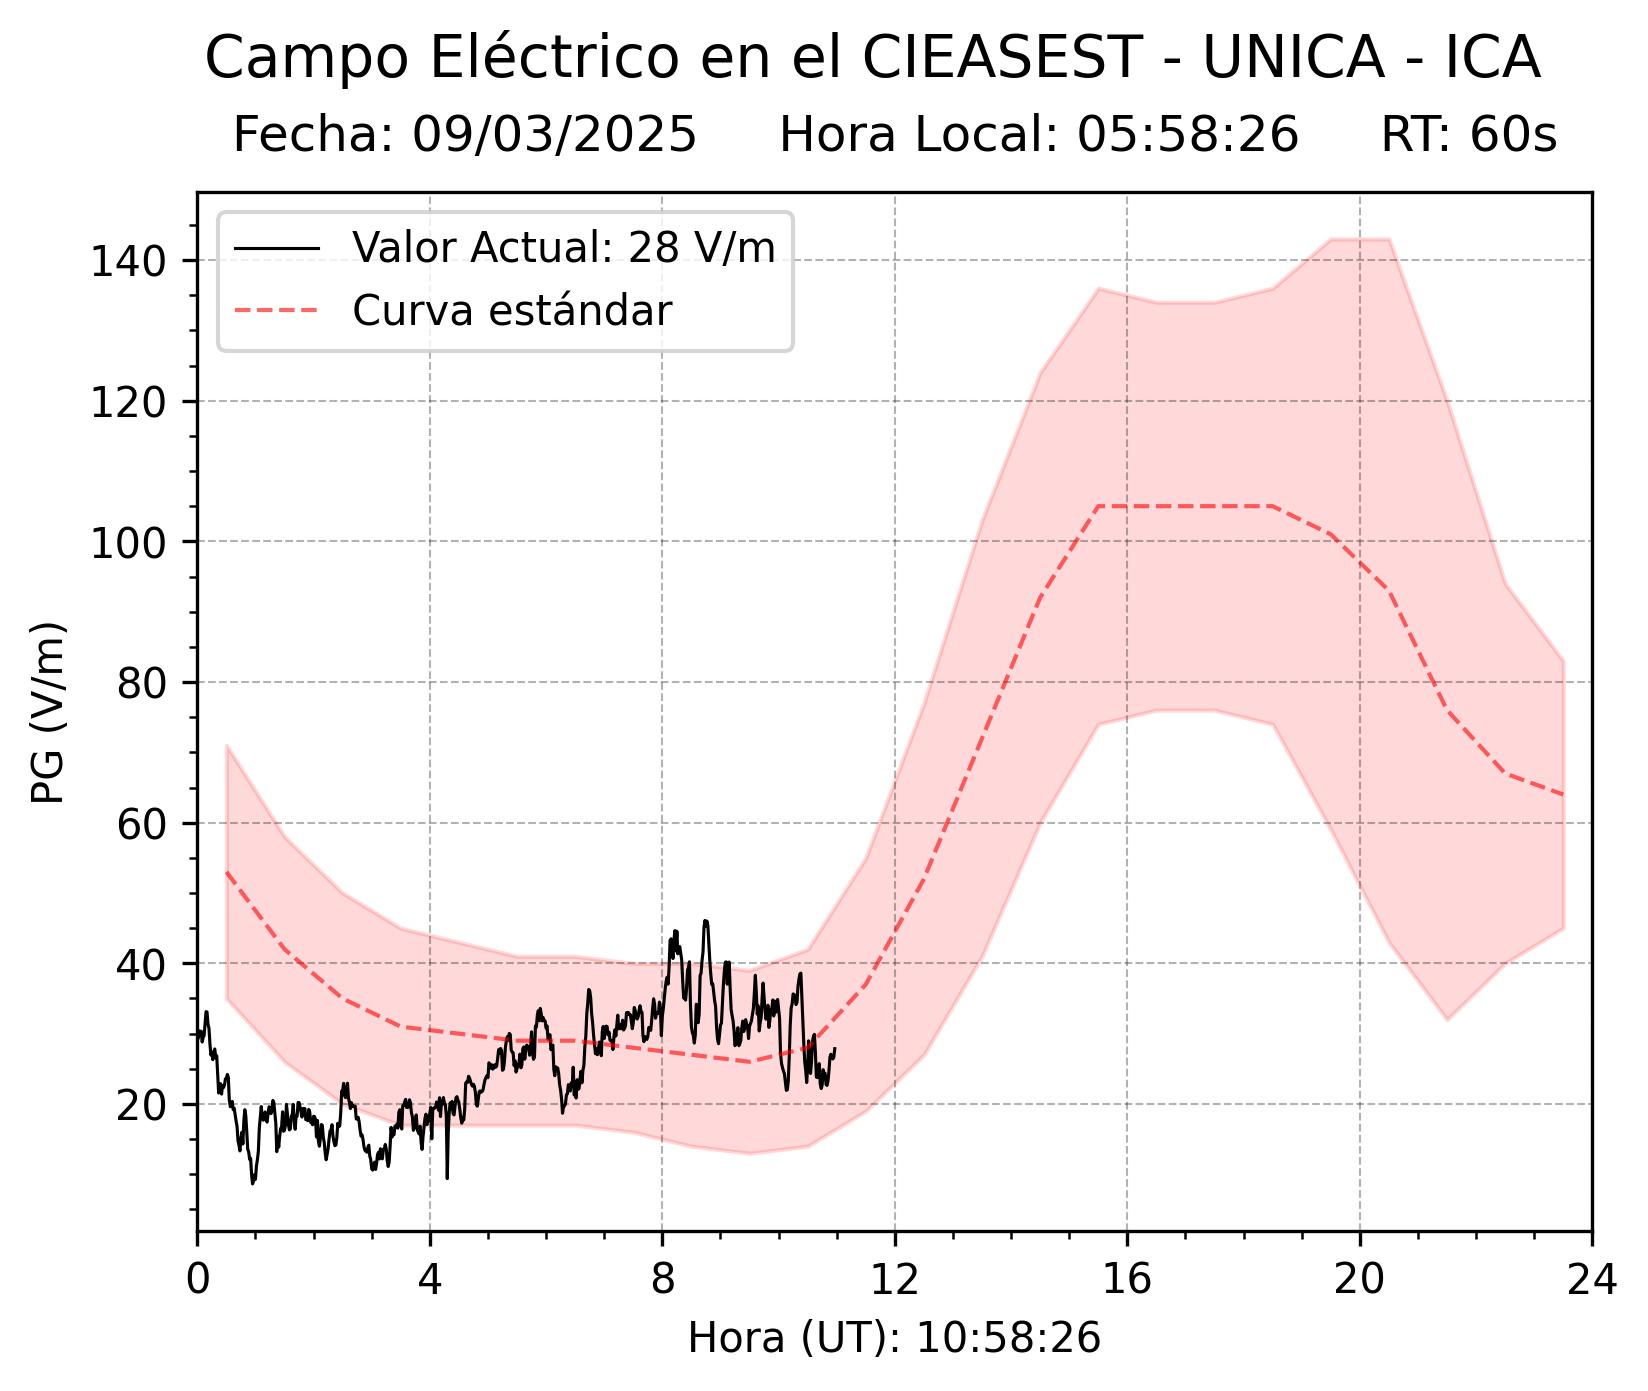 Campo Eléctrico en el CIEASEST - UNICA - ICA
Fecha: 09/03/2025 Hora Local: 05:58:26 RT: 60s
Valor Actual: 28 V/m
Curva estándar
PG (V/m)
140
120
100
80
60
40
20
0 4 8 12 16 20 24
Hora (UT): 10:58:26